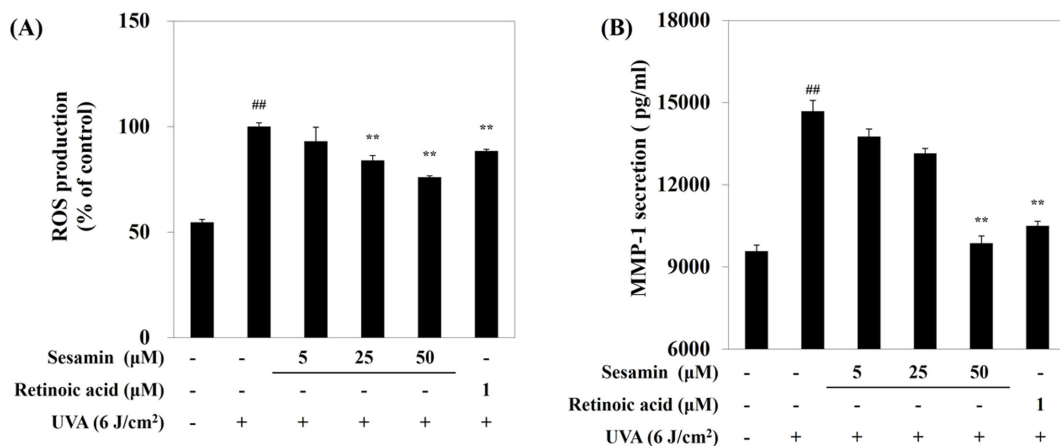 (A)
ROS production
(% of control)
150
100
50
0
##
**
**
**
Sesamin (μM) - - 5 25 50 -
Retinoic acid (μM) - - - - - 1
UVA (6 J/cm²) - + + + + +
(B)
MMP-1 secretion ( pg/ml)
18000
15000
12000
9000
6000
##
**
**
Sesamin (μM) - - 5 25 50 -
Retinoic acid (μM) - - - - - 1
UVA (6 J/cm²) - + + + + +